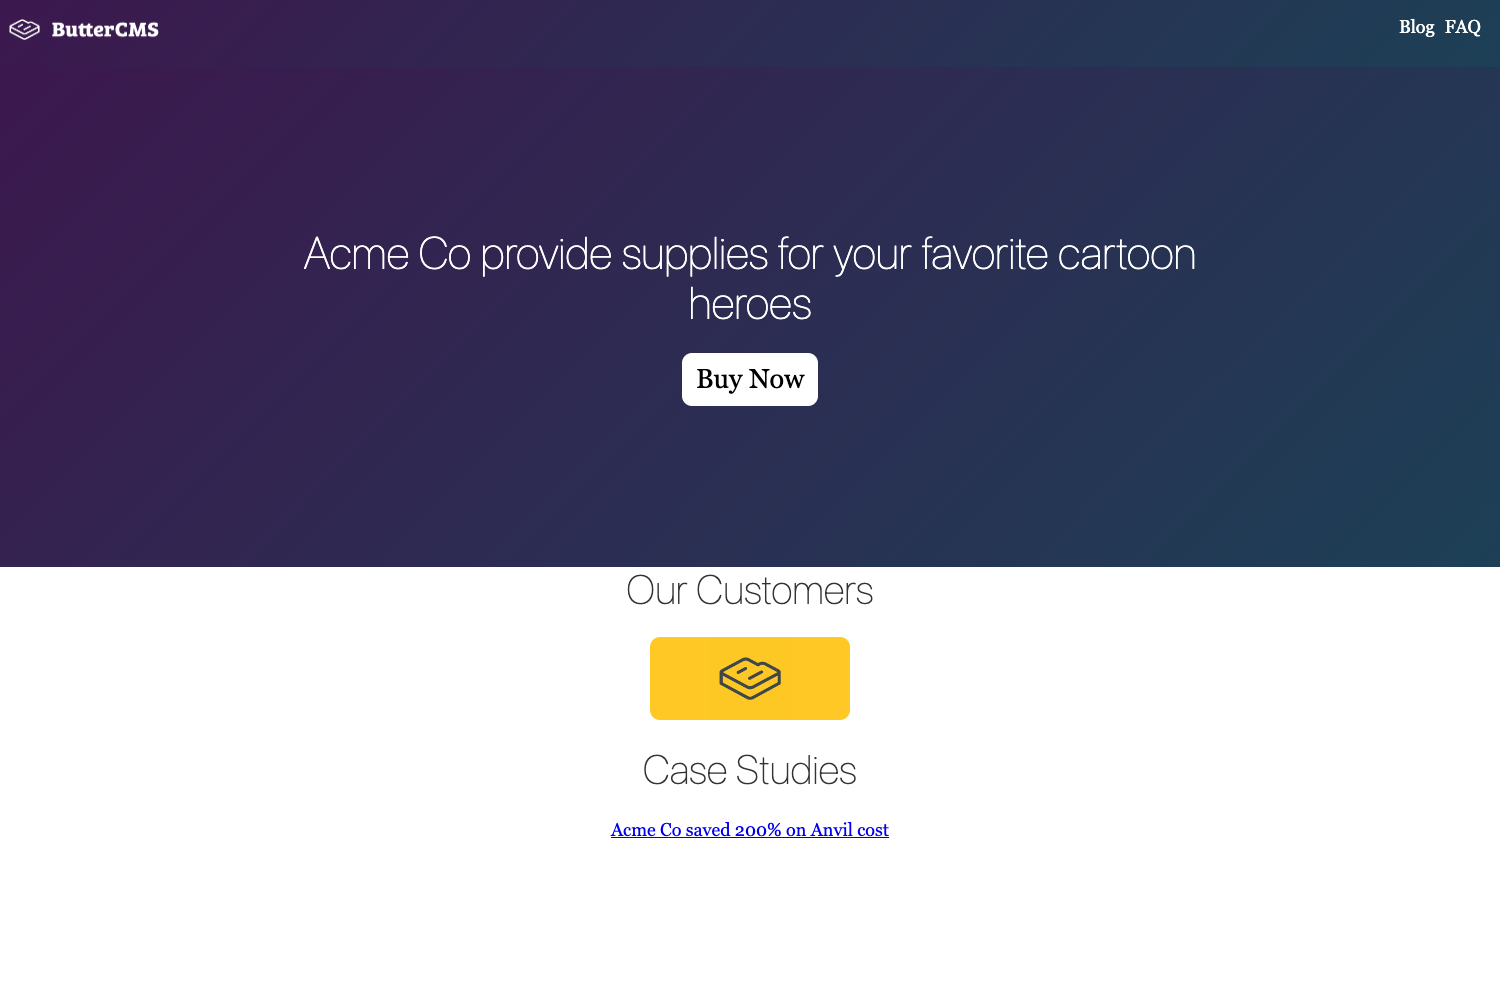 ButterCMS
Blog FAQ
Acme Co provide supplies for your favorite cartoon
heroes
Buy Now
Our Customers
Case Studies
Acme Co saved 200% on Anvil cost